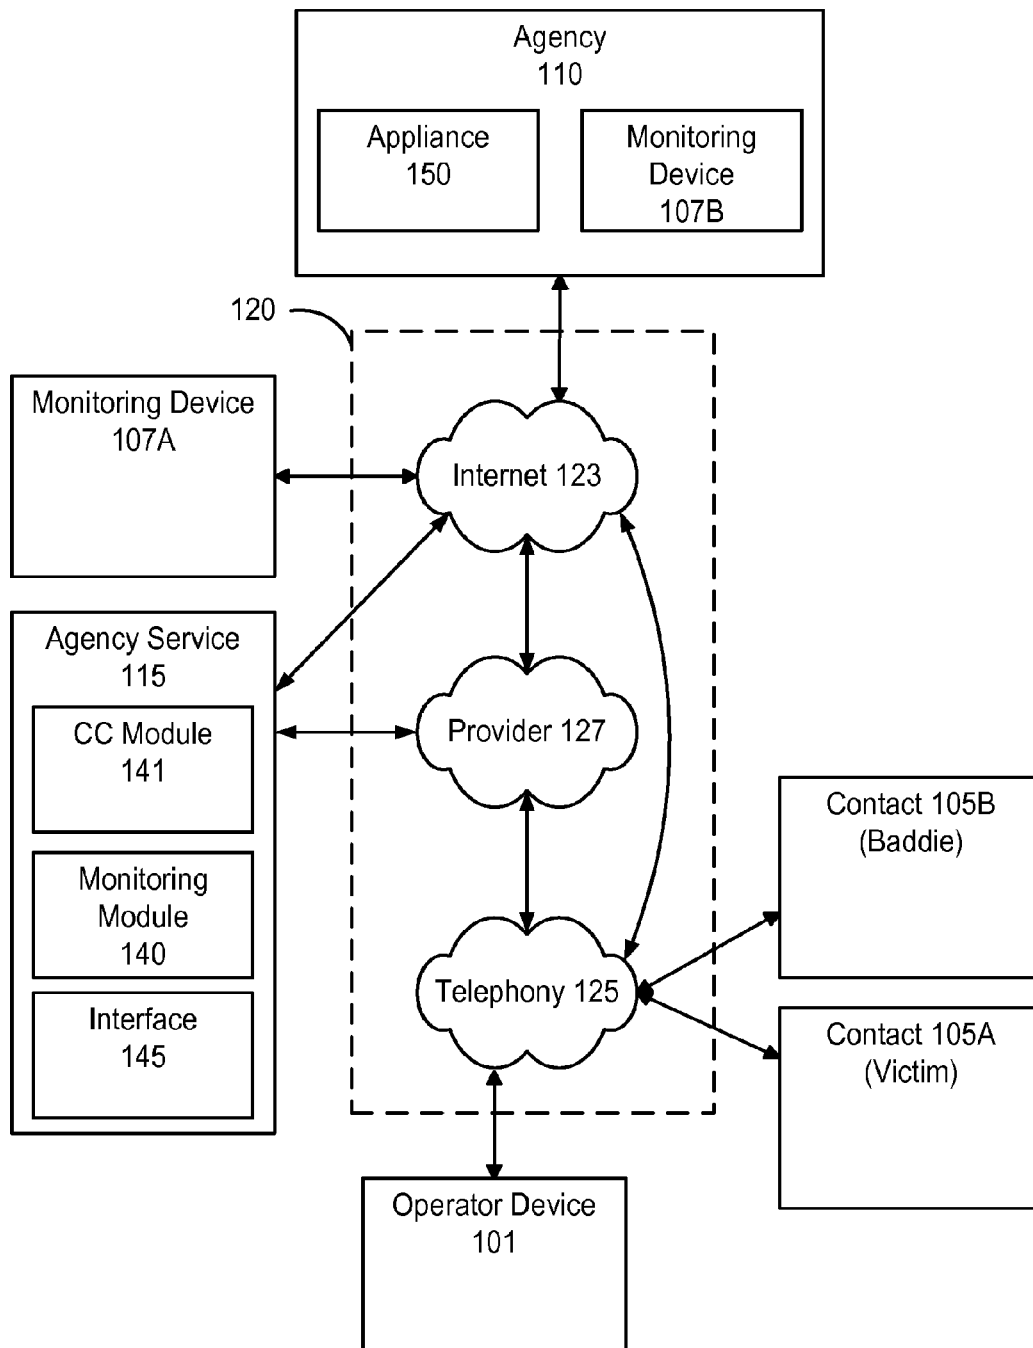 Agency
110
Appliance
150
Monitoring
Device
107B
120
Monitoring Device
107A
Internet 123
Agency Service
115
CC Module
141
Provider 127
Monitoring
Module
140
Contact 105B
(Baddie)
Telephony 125
Interface
145
Contact 105A
(Victim)
Operator Device
101